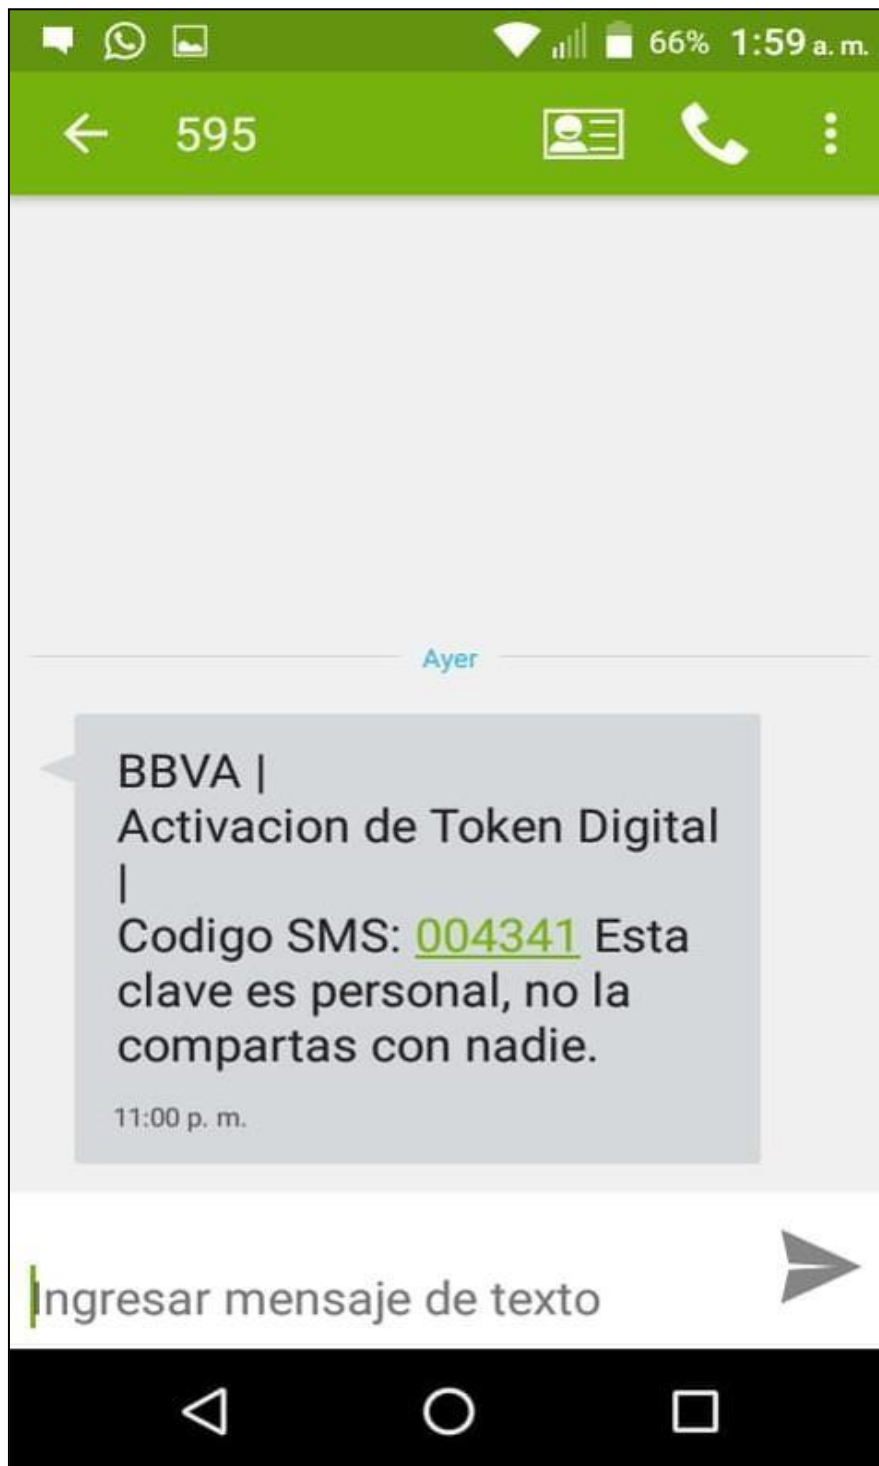 66% 1:59 a. m.
595
Ayer
BBVA |
Activacion de Token Digital
|
Codigo SMS: 004341 Esta
clave es personal, no la
compartas con nadie.
11:00 p. m.
Ingresar mensaje de texto